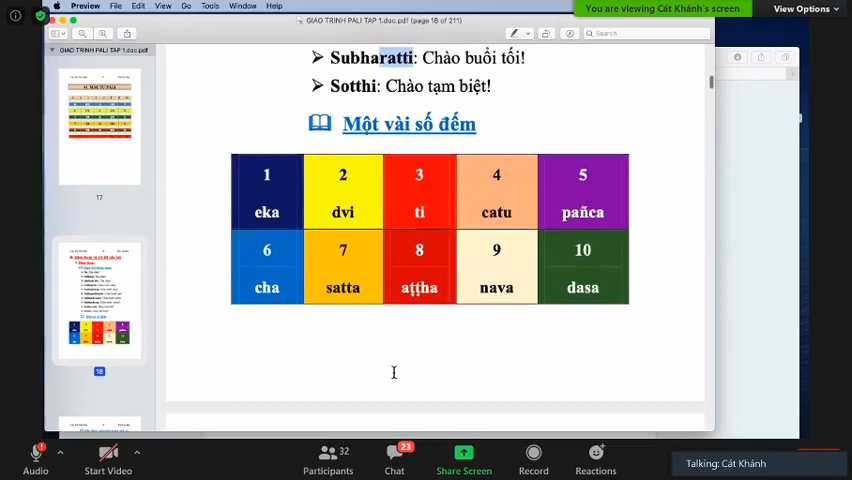 Preview File Edit View Go Tools Window Help
You are viewing Cát Khánh's screen
View Options
GIAO TRINH PALI TAP 1.doc.pdf (page 18 of 211)
Search
GIAO TRINH PALI TAP 1.doc.pdf
17
18
➢ Subharatti: Chào buổi tối!
➢ Sotthi: Chào tạm biệt!
Một vài số đếm
1 2 3 4 5
eka dvi ti catu pañca
6 7 8 9 10
cha satta aṭṭha nava dasa
32
23
Audio Start Video Participants Chat Share Screen Record Reactions
Talking: Cát Khánh